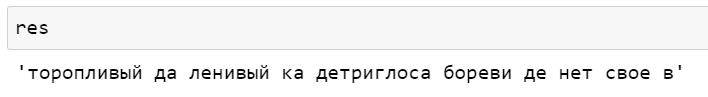 res
'торопливый да ленивый ка детриглоса бореви де нет свое в'